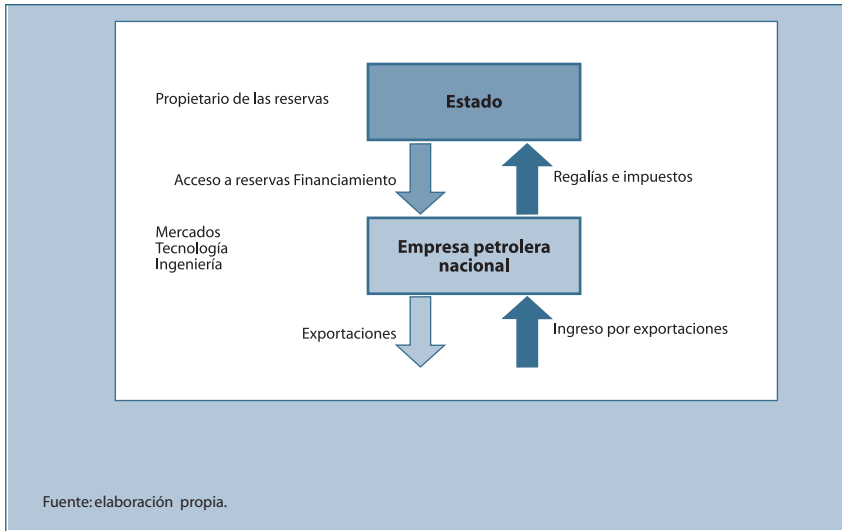 Propietario de las reservas
Estado
Acceso a reservas Financiamiento
Regalías e impuestos
Mercados
Tecnología
Ingeniería
Empresa petrolera
nacional
Exportaciones
Ingreso por exportaciones
Fuente: elaboración propia.